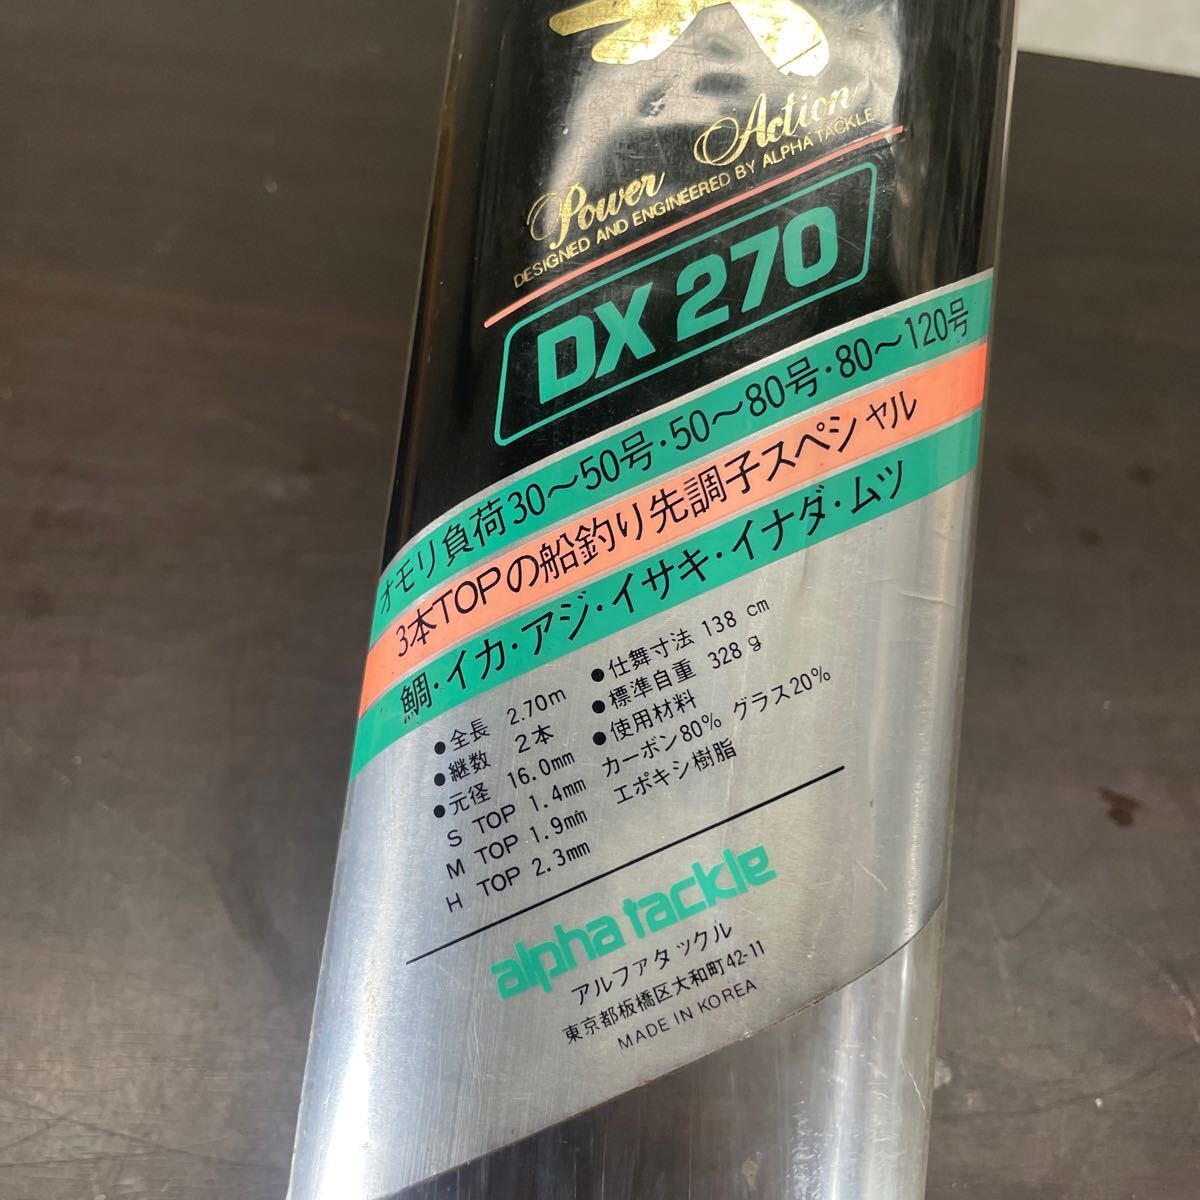 Power Action
DESIGNED AND ENGINEERED BY ALPHA TACKLE
DX 270
オモリ負荷30～50号・50～80号・80～120号
3本TOPの船釣り先調子スペシャル
鯛・イカ・アジ・イサキ・イナダ・ムツ
●全長 2.70m
●継数 2本
●元径 16.0mm
S TOP 1.4mm
M TOP 1.9mm
H TOP 2.3mm
●仕舞寸法 138cm
●標準自重 328g
●使用材料
カーボン80% グラス20%
エポキシ樹脂
alpha tackle
アルファタックル
東京都板橋区大和町42-11
MADE IN KOREA